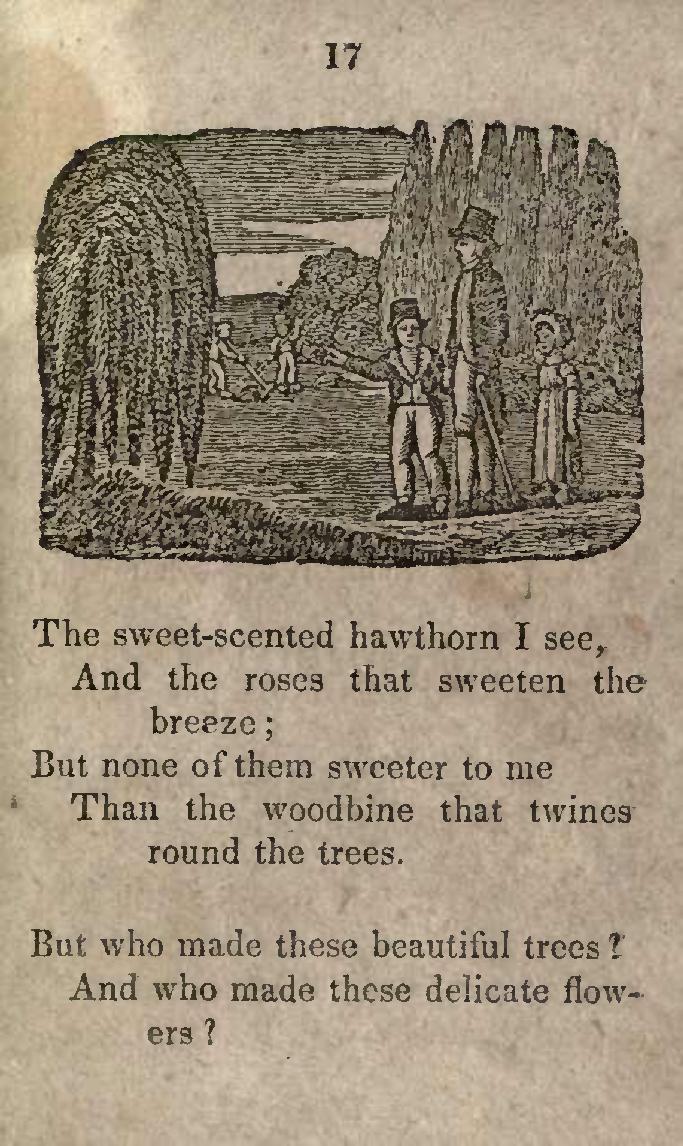 17
The sweet-scented hawthorn I see,
And the roses that sweeten the
breeze;
But none of them sweeter to me
Than the woodbine that twines
round the trees.
But who made these beautiful trees?
And who made these delicate flow-
ers?